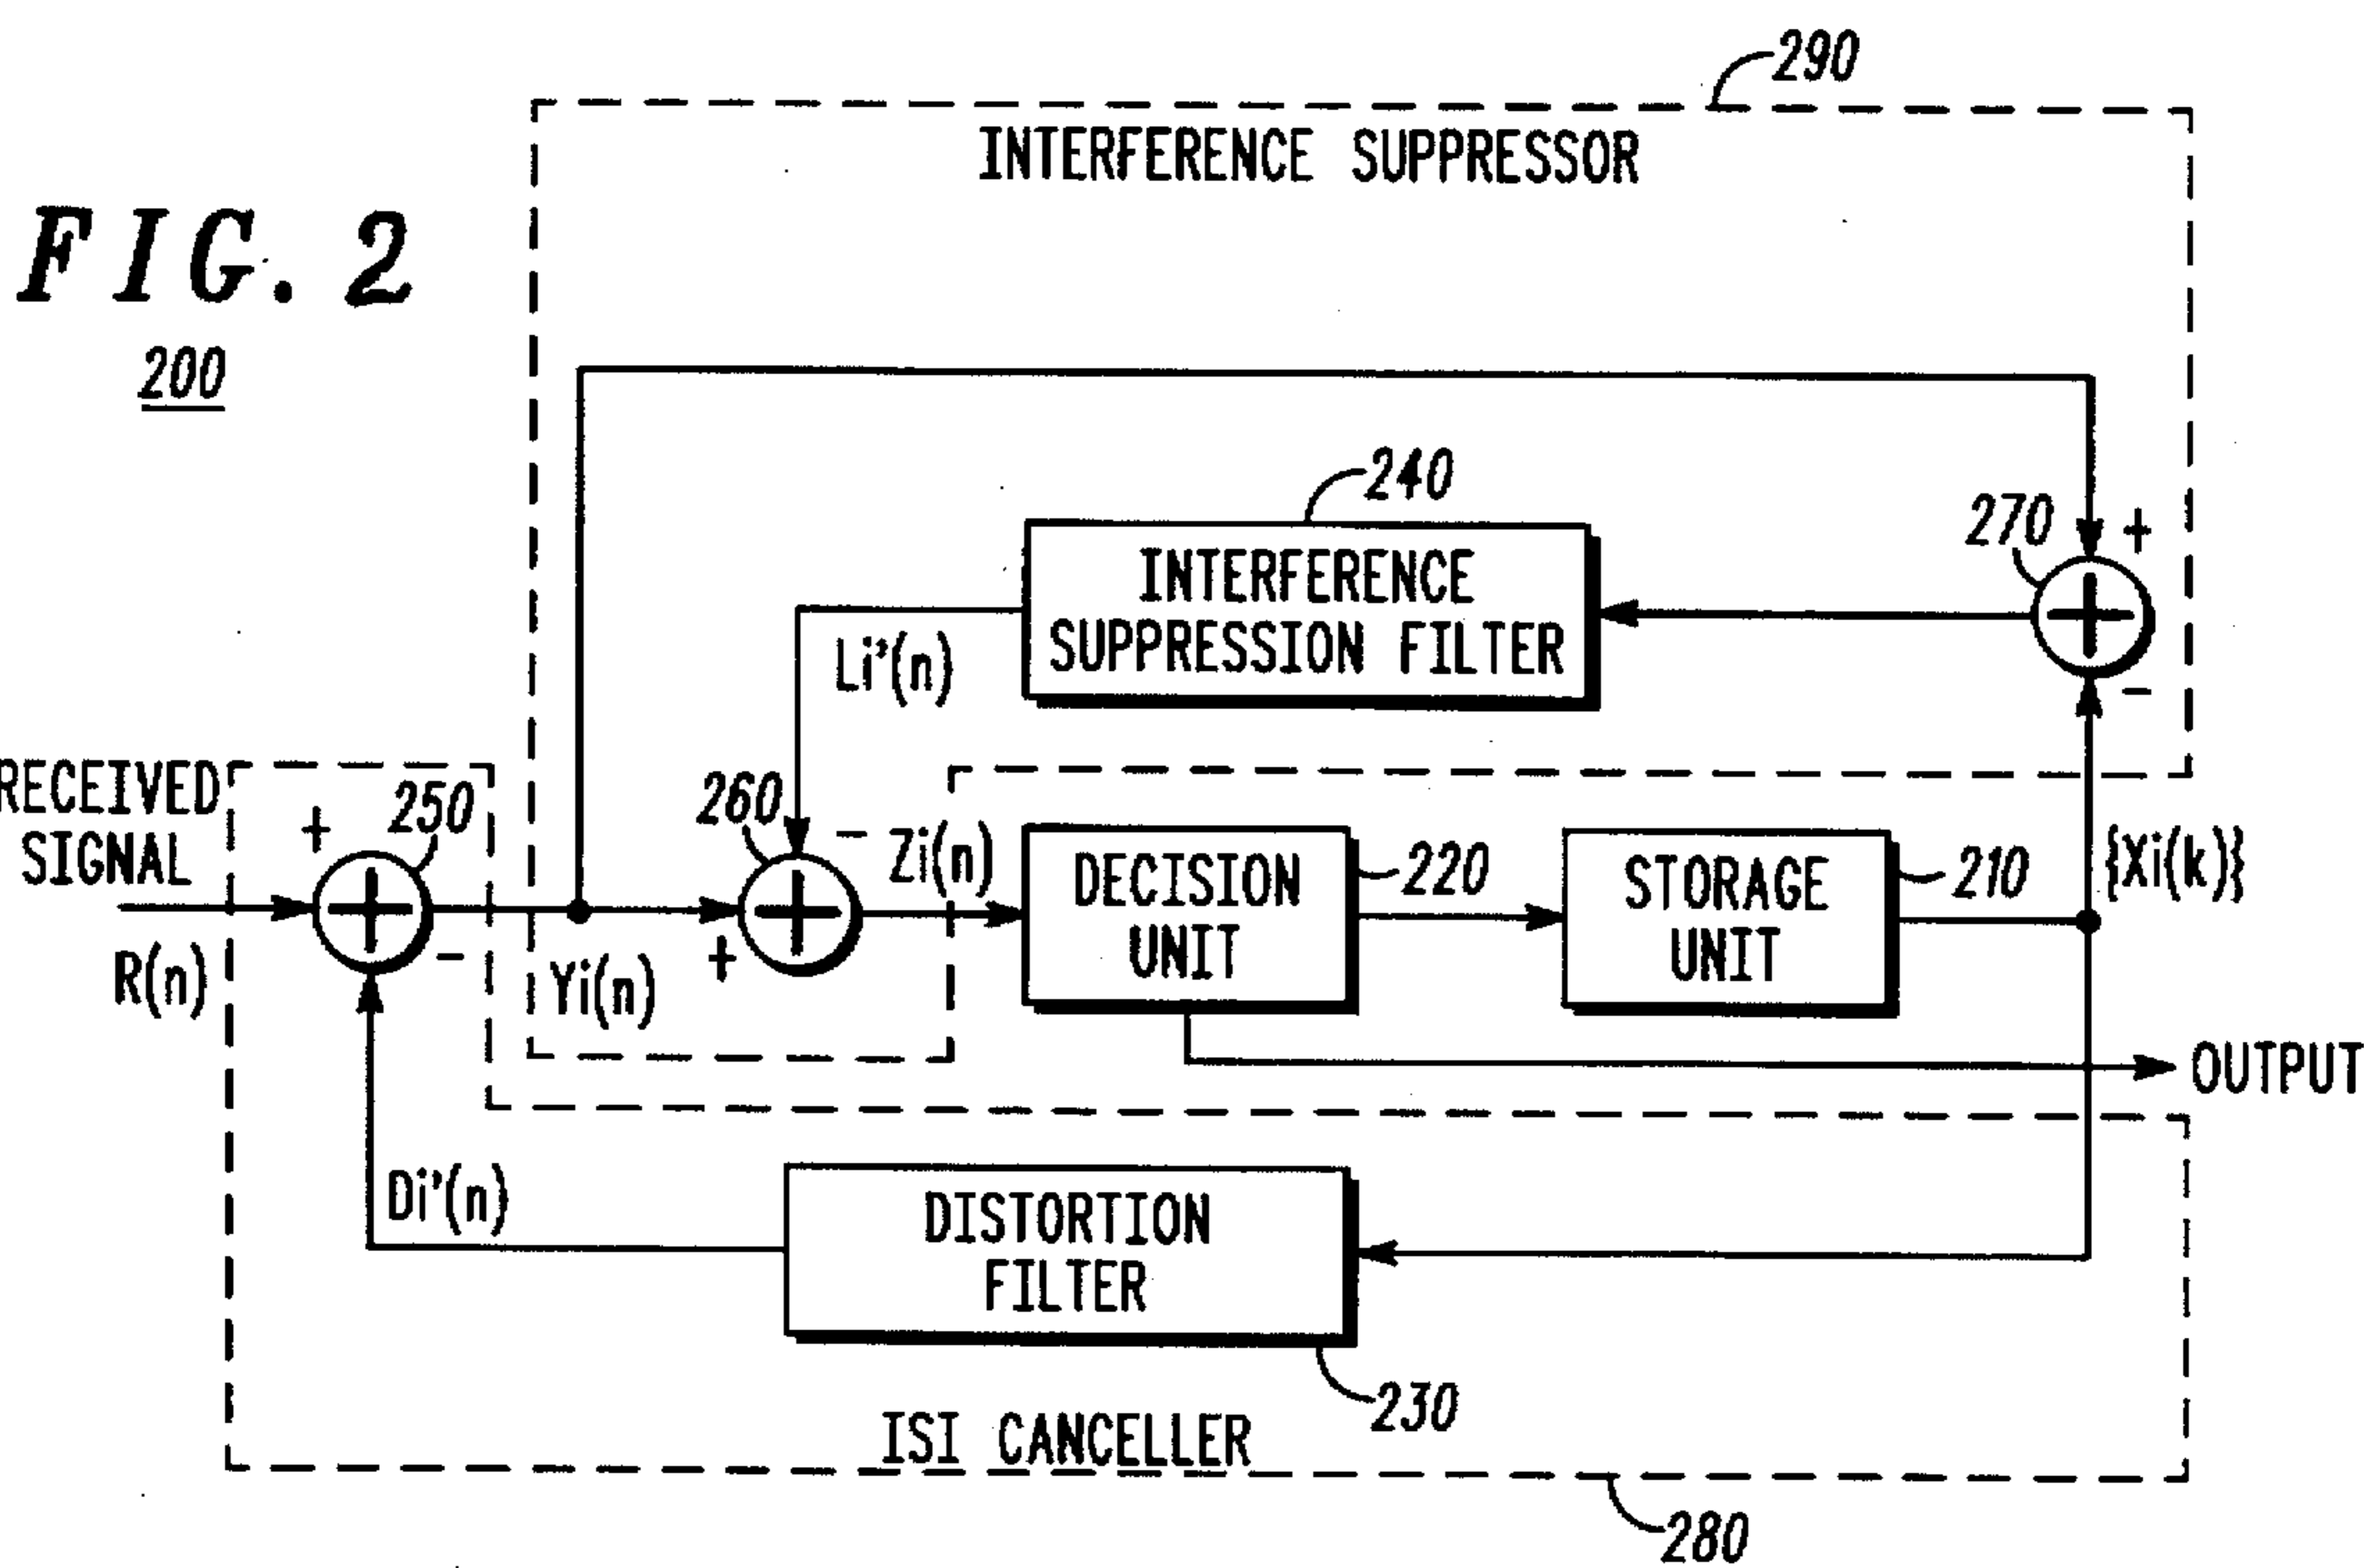 290
INTERFERENCE SUPPRESSOR
FIG. 2
200
240
INTERFERENCE
SUPPRESSION FILTER
270
+
-
Li'(n)
RECEIVED
SIGNAL
R(n)
+
250
-
Yi(n)
260
-
+
Zi(n)
DECISION
UNIT
220
STORAGE
UNIT
210
{Xi(k)}
OUTPUT
Di'(n)
DISTORTION
FILTER
230
ISI CANCELLER
280